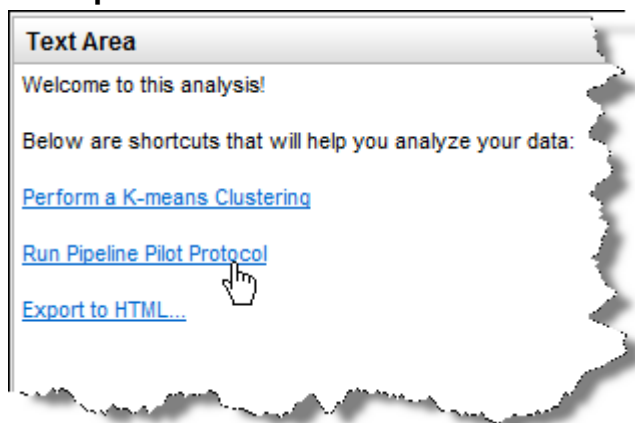 Text Area
Welcome to this analysis!
Below are shortcuts that will help you analyze your data:
Perform a K-means Clustering
Run Pipeline Pilot Protocol
Export to HTML...